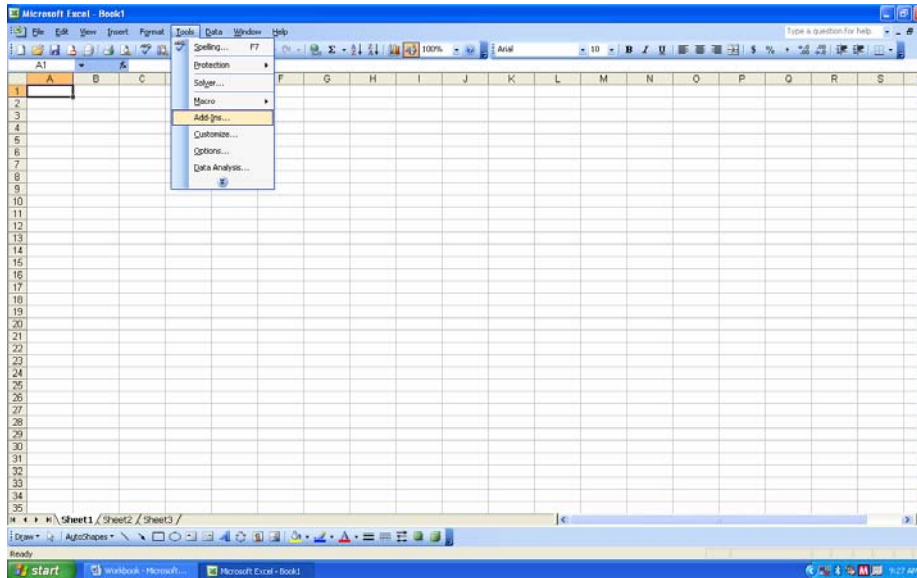 Microsoft Excel - Book1
File Edit View Insert Format Tools Data Window Help
Type a question for help
100% Arial 10 B I U $ % ,
A1 fx
Spelling... F7
Protection
Solver...
Macro
Add-Ins...
Customize...
Options...
Data Analysis...
A B C F G H I J K L M N O P Q R S
1
2
3
4
5
6
7
8
9
10
11
12
13
14
15
16
17
18
19
20
21
22
23
24
25
26
27
28
29
30
31
32
33
34
35
Sheet1 / Sheet2 / Sheet3 /
Draw AutoShapes A
Ready
start Workbook - Microsoft... Microsoft Excel - Book1 9:27 AM